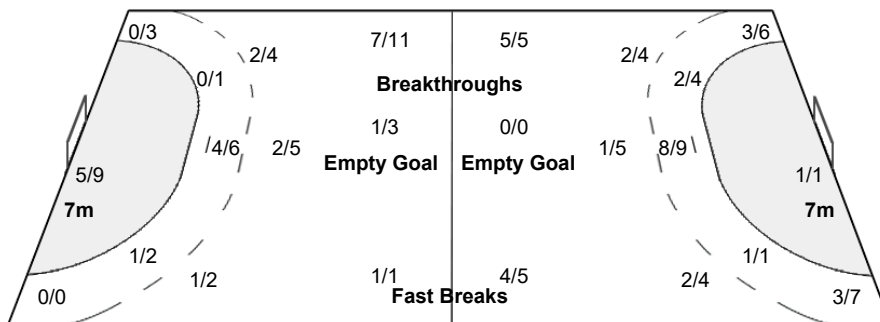 0/3 7/11 5/5 3/6
2/4 2/4
0/1 Breakthroughs 2/4
1/3 0/0
4/6 2/5 1/5 8/9
Empty Goal Empty Goal
5/9 1/1
7m 7m
1/2 1/1
1/2 1/1 4/5 2/4
0/0 Fast Breaks 3/7